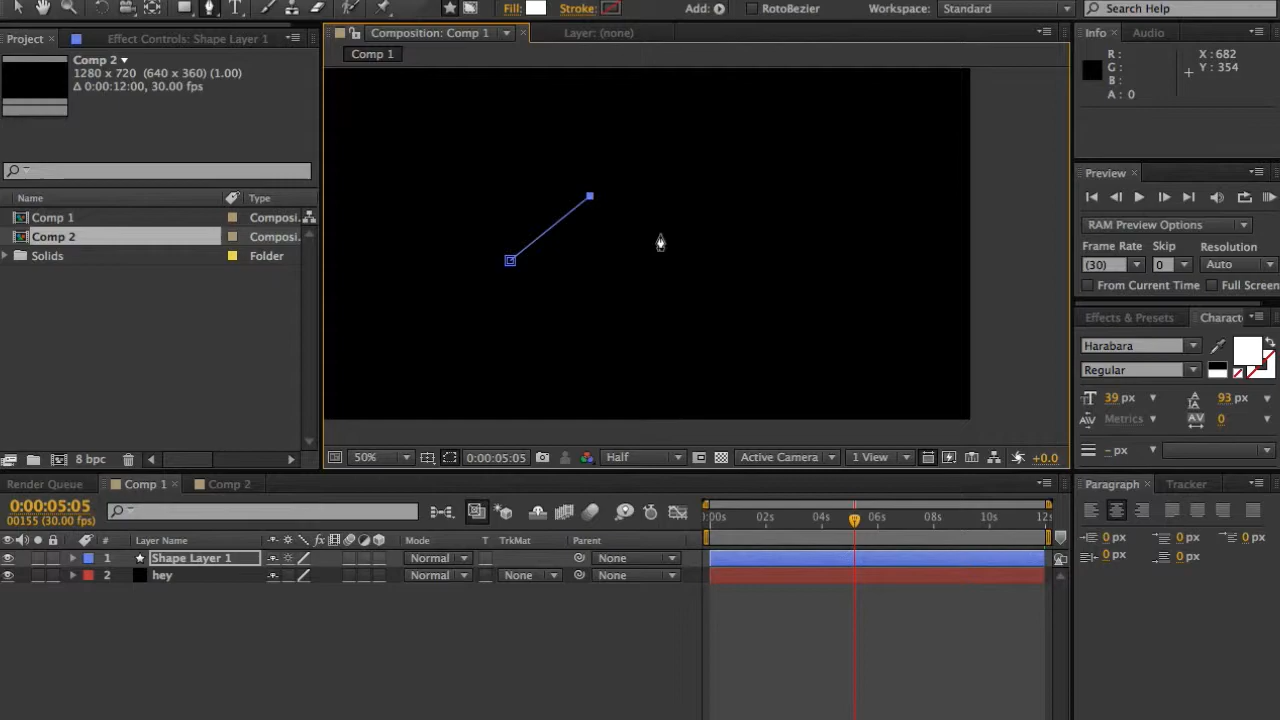 Fill: Stroke: Add: RotoBezier Workspace: Standard Search Help
Project Effect Controls: Shape Layer 1 Composition: Comp 1 Layer: (none) Info Audio
Comp 2
1280 x 720 (640 x 360) (1.00)
Δ 0:00:12:00, 30.00 fps
Comp 1
R: X: 682
G: Y: 354
B:
A: 0
Name Type
Comp 1 Composi.
Comp 2 Composi.
Solids Folder
8 bpc
50% 0:00:05:05 Half Active Camera 1 View +0.0
Preview
RAM Preview Options
Frame Rate Skip Resolution
(30) 0 Auto
From Current Time Full Screen
Effects & Presets Charact
Harabara
Regular
T 39 px 93 px
Metrics AV 0
- px
Render Queue Comp 1 Comp 2
0:00:05:05
00155 (30.00 fps)
# Layer Name Mode T TrkMat Parent
1 Shape Layer 1 Normal None
2 hey Normal None None
:00s 02s 04s 06s 08s 10s 12s
Paragraph Tracker
0 px 0 px 0 px
0 px 0 px